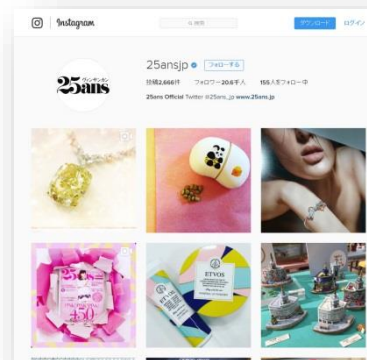 Instagram
検索
ダウンロード
ログイン
ヴァンサンカン
25ans
25ansjp
フォローする
投稿2,666件
フォロワー20.6千人
155人をフォロー中
25ans Official Twitter @25ans_jp www.25ans.jp
25ans
450
ETVOS
ETVOS